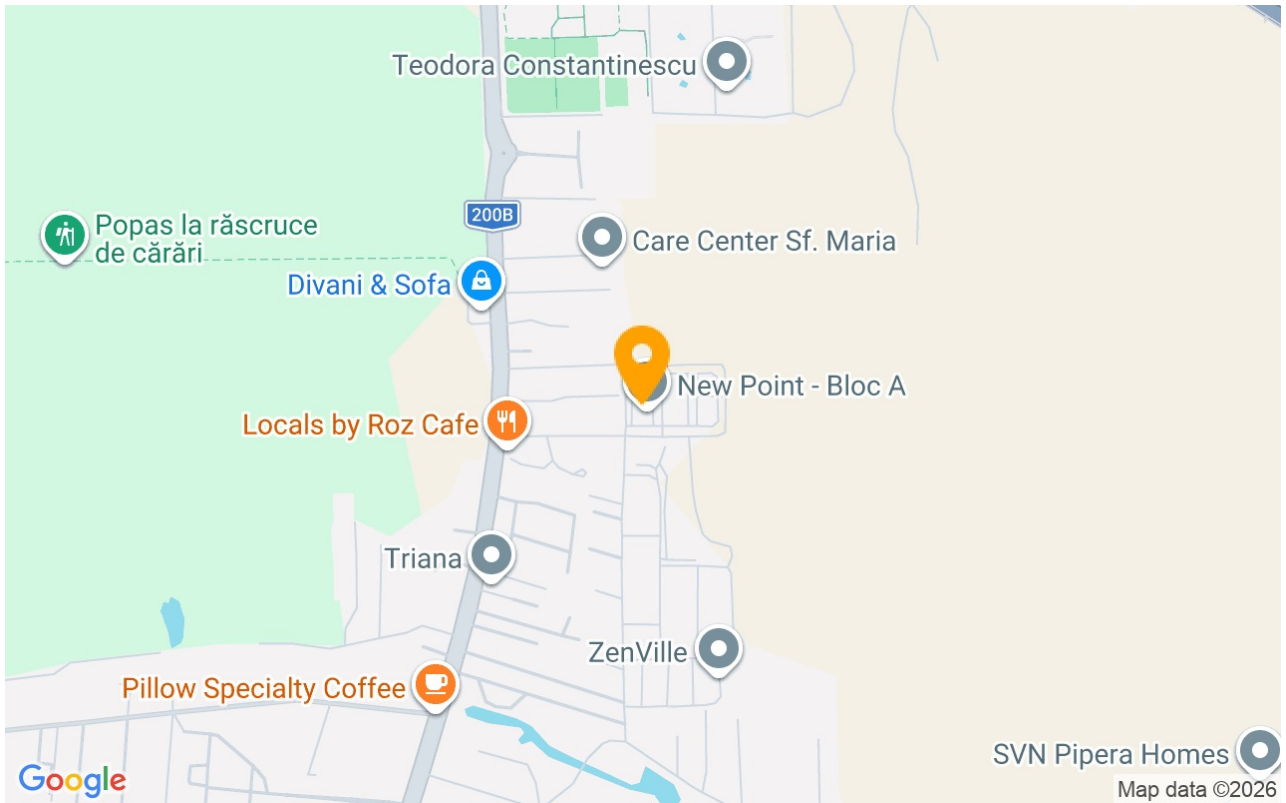 Teodora Constantinescu
200B
Popas la răscruce
de cărări
Care Center Sf. Maria
Divani & Sofa
New Point - Bloc A
Locals by Roz Cafe
Triana
ZenVille
Pillow Specialty Coffee
SVN Pipera Homes
Google
Map data ©2026